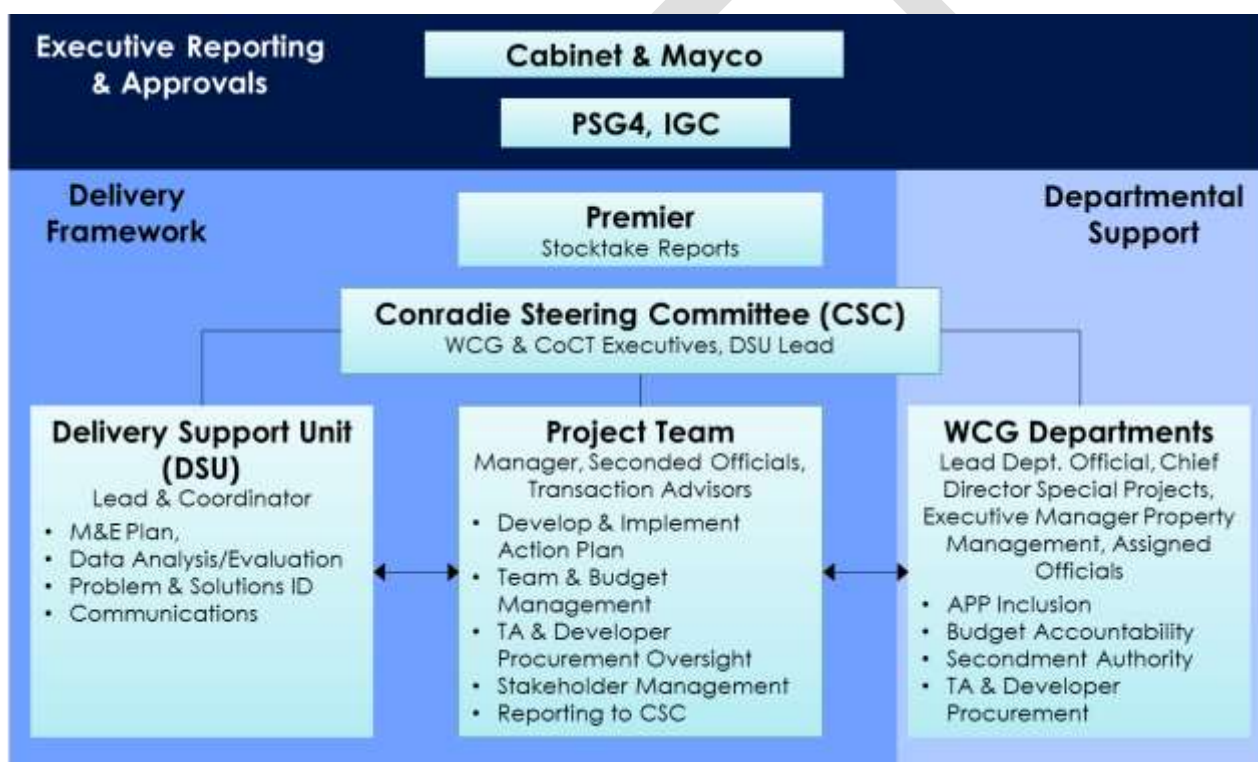 Executive Reporting
& Approvals
Cabinet & Mayco
PSG4, IGC
Delivery
Framework
Premier
Stocktake Reports
Departmental
Support
Conradie Steering Committee (CSC)
WCG & CoCT Executives, DSU Lead
Delivery Support Unit
(DSU)
Lead & Coordinator
• M&E Plan,
• Data Analysis/Evaluation
• Problem & Solutions ID
• Communications
Project Team
Manager, Seconded Officials,
Transaction Advisors
• Develop & Implement
Action Plan
• Team & Budget
Management
• TA & Developer
Procurement Oversight
• Stakeholder Management
• Reporting to CSC
WCG Departments
Lead Dept. Official, Chief
Director Special Projects,
Executive Manager Property
Management, Assigned
Officials
• APP Inclusion
• Budget Accountability
• Secondment Authority
• TA & Developer
Procurement